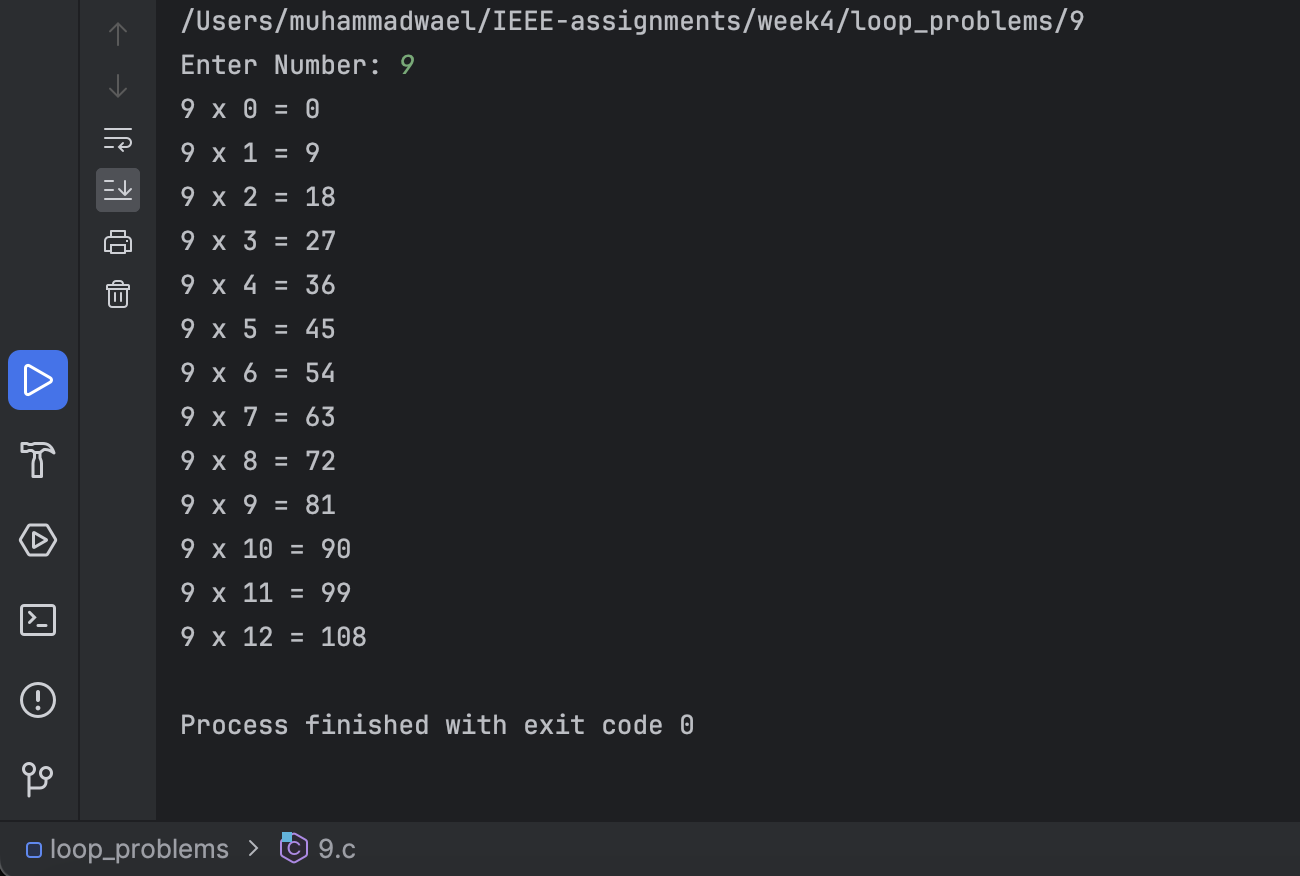 /Users/muhammadwael/IEEE-assignments/week4/loop_problems/9
Enter Number: 9
9 x 0 = 0
9 x 1 = 9
9 x 2 = 18
9 x 3 = 27
9 x 4 = 36
9 x 5 = 45
9 x 6 = 54
9 x 7 = 63
9 x 8 = 72
9 x 9 = 81
9 x 10 = 90
9 x 11 = 99
9 x 12 = 108
Process finished with exit code 0
loop_problems > 9.c